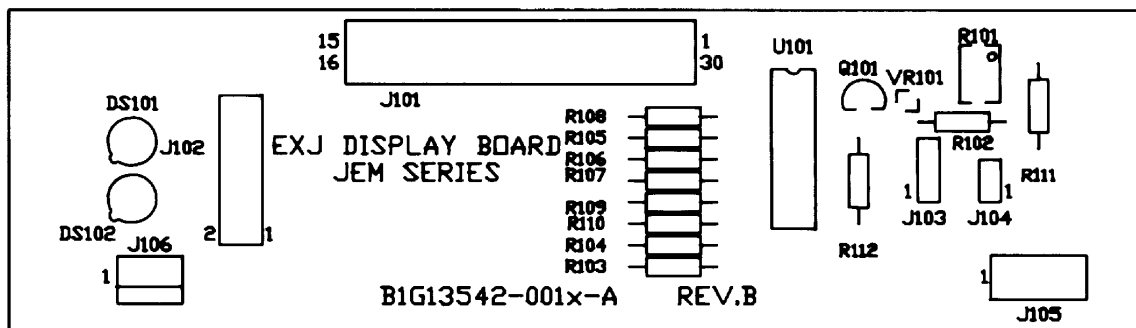 15
16
1
30
J101
U101
Q101
VR101
R101
DS101
J102
R108
R105
R106
R107
R109
R110
R104
R103
EXJ DISPLAY BOARD
JEM SERIES
R102
R111
1
J103
1
J104
DS102
2
1
J106
1
R112
1
J105
B1G13542-001x-A REV.B